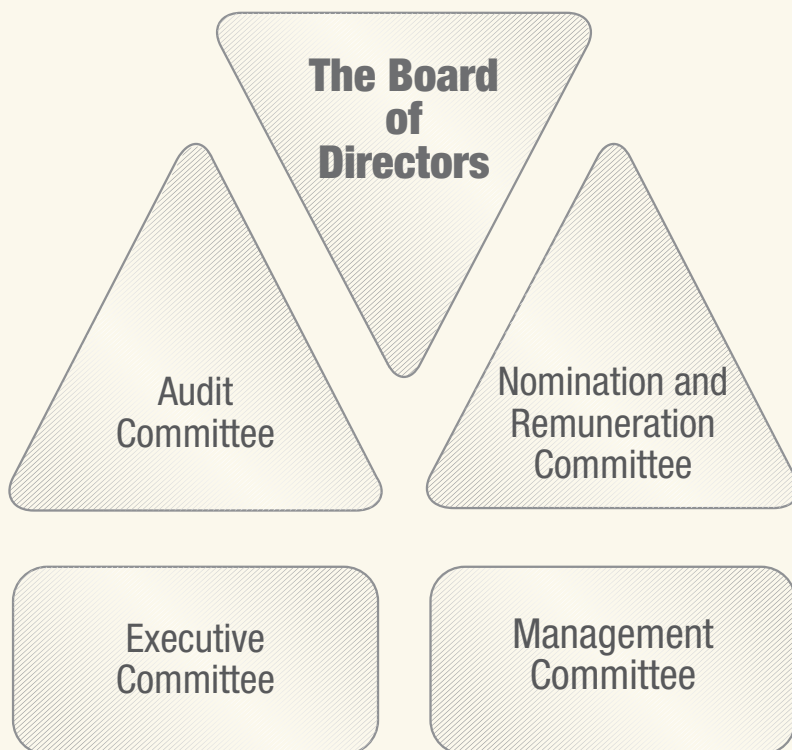 The Board
of
Directors
Audit
Committee
Nomination and
Remuneration
Committee
Executive
Committee
Management
Committee